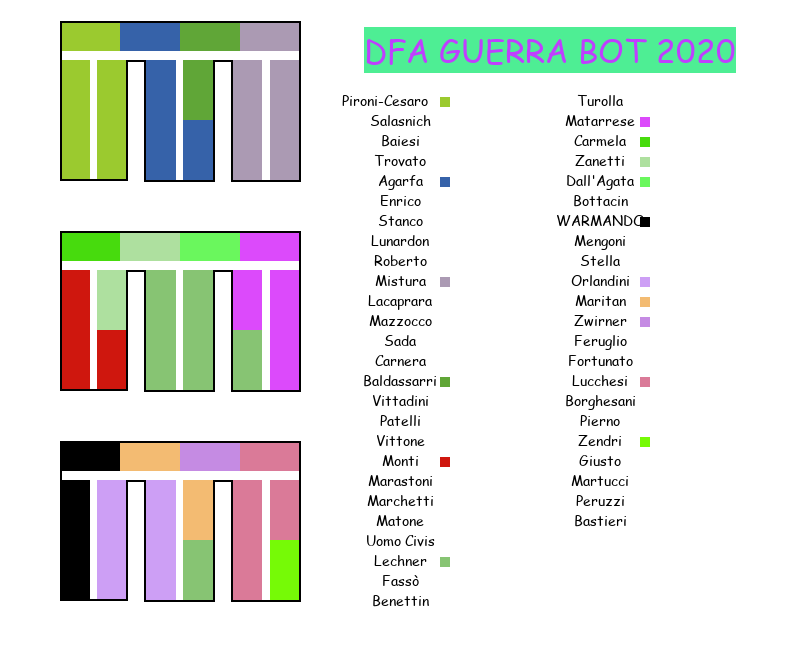 DFA GUERRA BOT 2020
Pironi-Cesaro
Salasnich
Baiesi
Trovato
Agarfa
Enrico
Stanco
Lunardon
Roberto
Mistura
Lacaprara
Mazzocco
Sada
Carnera
Baldassarri
Vittadini
Patelli
Vittone
Monti
Marastoni
Marchetti
Matone
Uomo Civis
Lechner
Fassò
Benettin
Turolla
Matarrese
Carmela
Zanetti
Dall'Agata
Bottacin
WARMANDO
Mengoni
Stella
Orlandini
Maritan
Zwirner
Feruglio
Fortunato
Lucchesi
Borghesani
Pierno
Zendri
Giusto
Martucci
Peruzzi
Bastieri